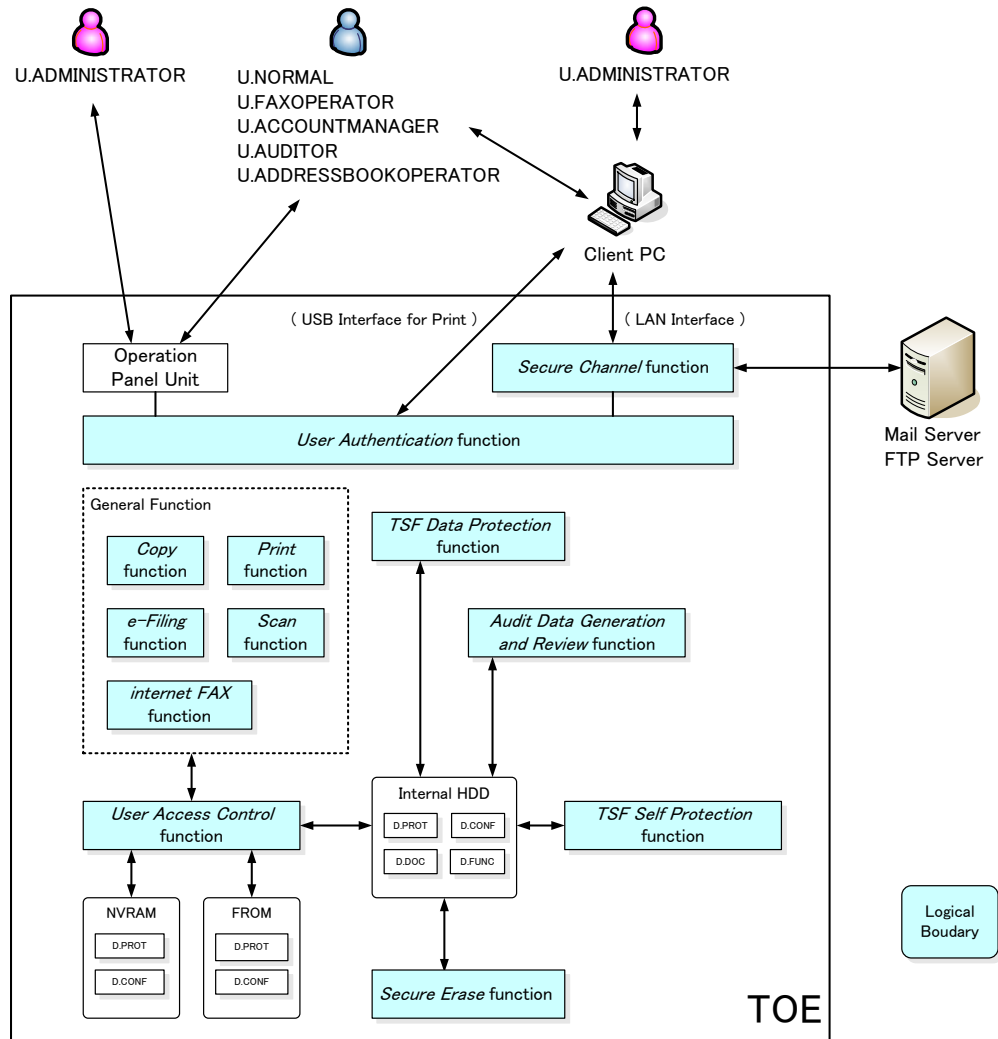 U.ADMINISTRATOR
U.NORMAL
U.FAXOPERATOR
U.ACCOUNTMANAGER
U.AUDITOR
U.ADDRESSBOOKOPERATOR
U.ADMINISTRATOR
Client PC
( USB Interface for Print )
( LAN Interface )
Operation
Panel Unit
Secure Channel function
User Authentication function
Mail Server
FTP Server
General Function
Copy
function
Print
function
e-Filing
function
Scan
function
internet FAX
function
TSF Data Protection
function
Audit Data Generation
and Review function
User Access Control
function
Internal HDD
D.PROT
D.CONF
D.DOC
D.FUNC
TSF Self Protection
function
NVRAM
D.PROT
D.CONF
FROM
D.PROT
D.CONF
Secure Erase function
Logical
Boudary
TOE